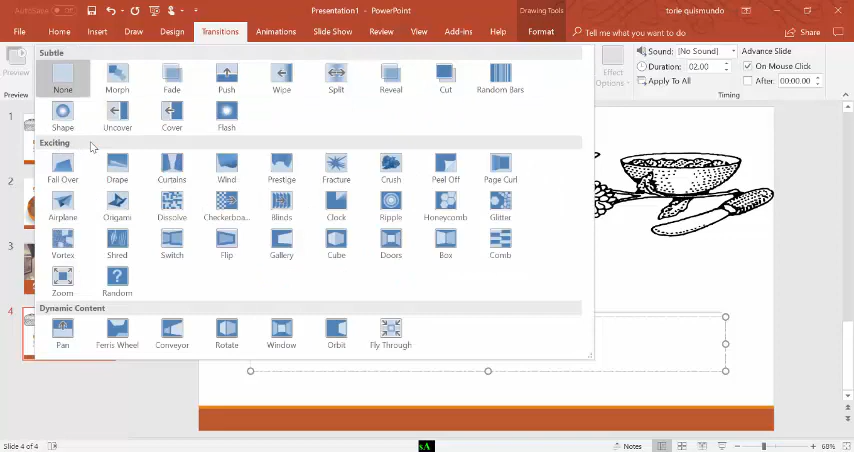 AutoSave Off
Presentation1 - PowerPoint
Drawing Tools
torie quismundo
File Home Insert Draw Design Transitions Animations Slide Show Review View Add-ins Help Format Tell me what you want to do Share
Preview
Preview
Subtle
None Morph Fade Push Wipe Split Reveal Cut Random Bars
Shape Uncover Cover Flash
Exciting
Fall Over Drape Curtains Wind Prestige Fracture Crush Peel Off Page Curl
Airplane Origami Dissolve Checkerboa... Blinds Clock Ripple Honeycomb Glitter
Vortex Shred Switch Flip Gallery Cube Doors Box Comb
Zoom Random
Dynamic Content
Pan Ferris Wheel Conveyor Rotate Window Orbit Fly Through
Effect
Options
Sound: [No Sound]
Duration: 02.00
Apply To All
Advance Slide
On Mouse Click
After: 00:00.00
Timing
1
2
3
4
Slide 4 of 4
sA
Notes
68%